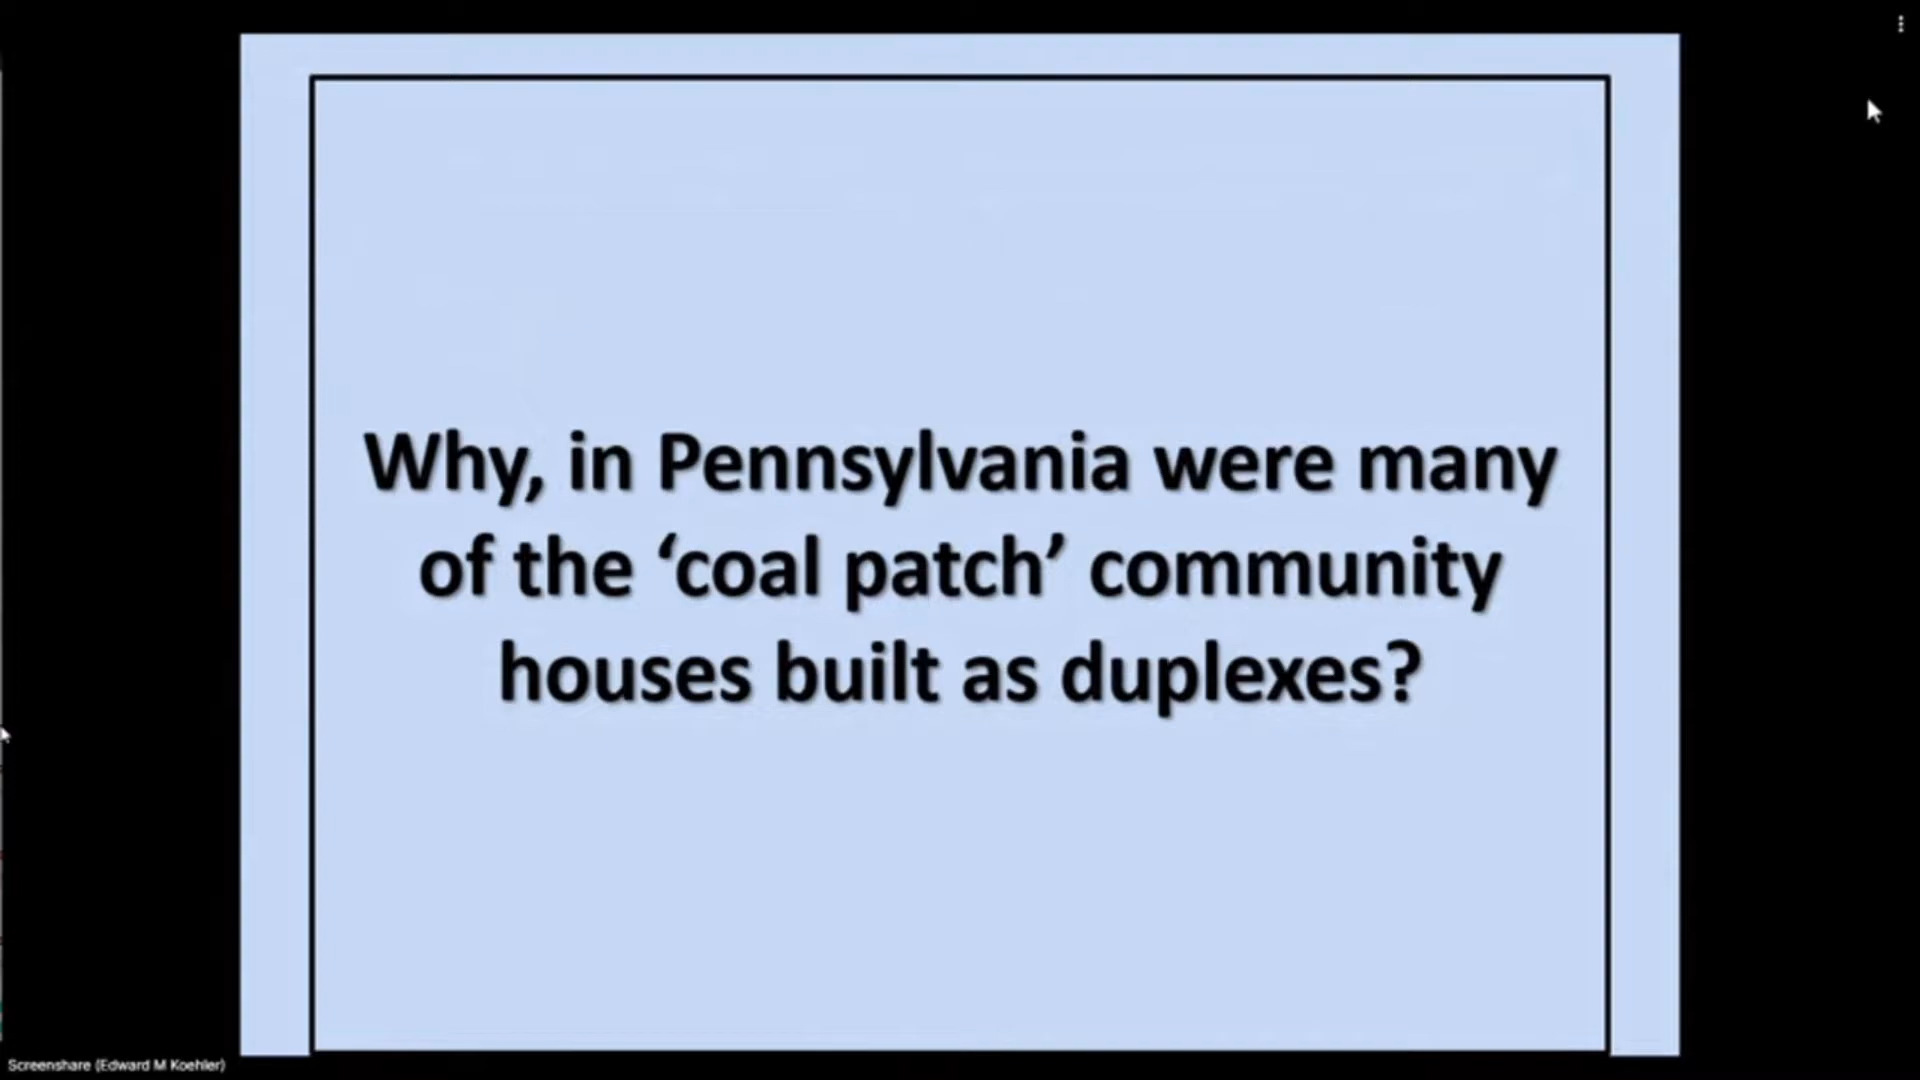 Why, in Pennsylvania were many
of the ‘coal patch’ community
houses built as duplexes?
Screenshare (Edward M Koehler)